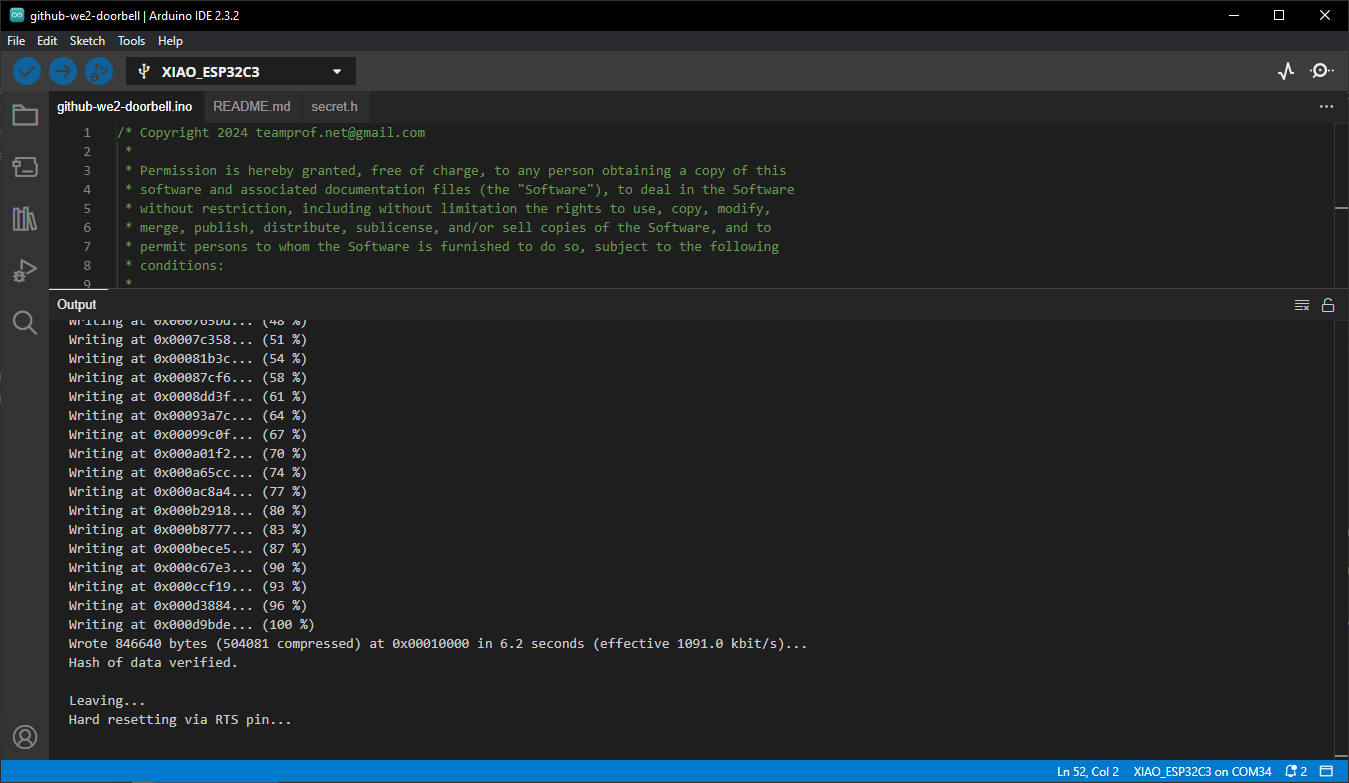 github-we2-doorbell | Arduino IDE 2.3.2
File Edit Sketch Tools Help
XIAO_ESP32C3
github-we2-doorbell.ino README.md secret.h
1 /* Copyright 2024 teamprof.net@gmail.com
2 *
3 * Permission is hereby granted, free of charge, to any person obtaining a copy of this
4 * software and associated documentation files (the "Software"), to deal in the Software
5 * without restriction, including without limitation the rights to use, copy, modify,
6 * merge, publish, distribute, sublicense, and/or sell copies of the Software, and to
7 * permit persons to whom the Software is furnished to do so, subject to the following
8 * conditions:
9 *
Output
Writing at 0x000765bd... (48 %)
Writing at 0x0007c358... (51 %)
Writing at 0x00081b3c... (54 %)
Writing at 0x00087cf6... (58 %)
Writing at 0x0008dd3f... (61 %)
Writing at 0x00093a7c... (64 %)
Writing at 0x00099c0f... (67 %)
Writing at 0x000a01f2... (70 %)
Writing at 0x000a65cc... (74 %)
Writing at 0x000ac8a4... (77 %)
Writing at 0x000b2918... (80 %)
Writing at 0x000b8777... (83 %)
Writing at 0x000bece5... (87 %)
Writing at 0x000c67e3... (90 %)
Writing at 0x000ccf19... (93 %)
Writing at 0x000d3884... (96 %)
Writing at 0x000d9bde... (100 %)
Wrote 846640 bytes (504081 compressed) at 0x00010000 in 6.2 seconds (effective 1091.0 kbit/s)...
Hash of data verified.
Leaving...
Hard resetting via RTS pin...
Ln 52, Col 2 XIAO_ESP32C3 on COM34 2